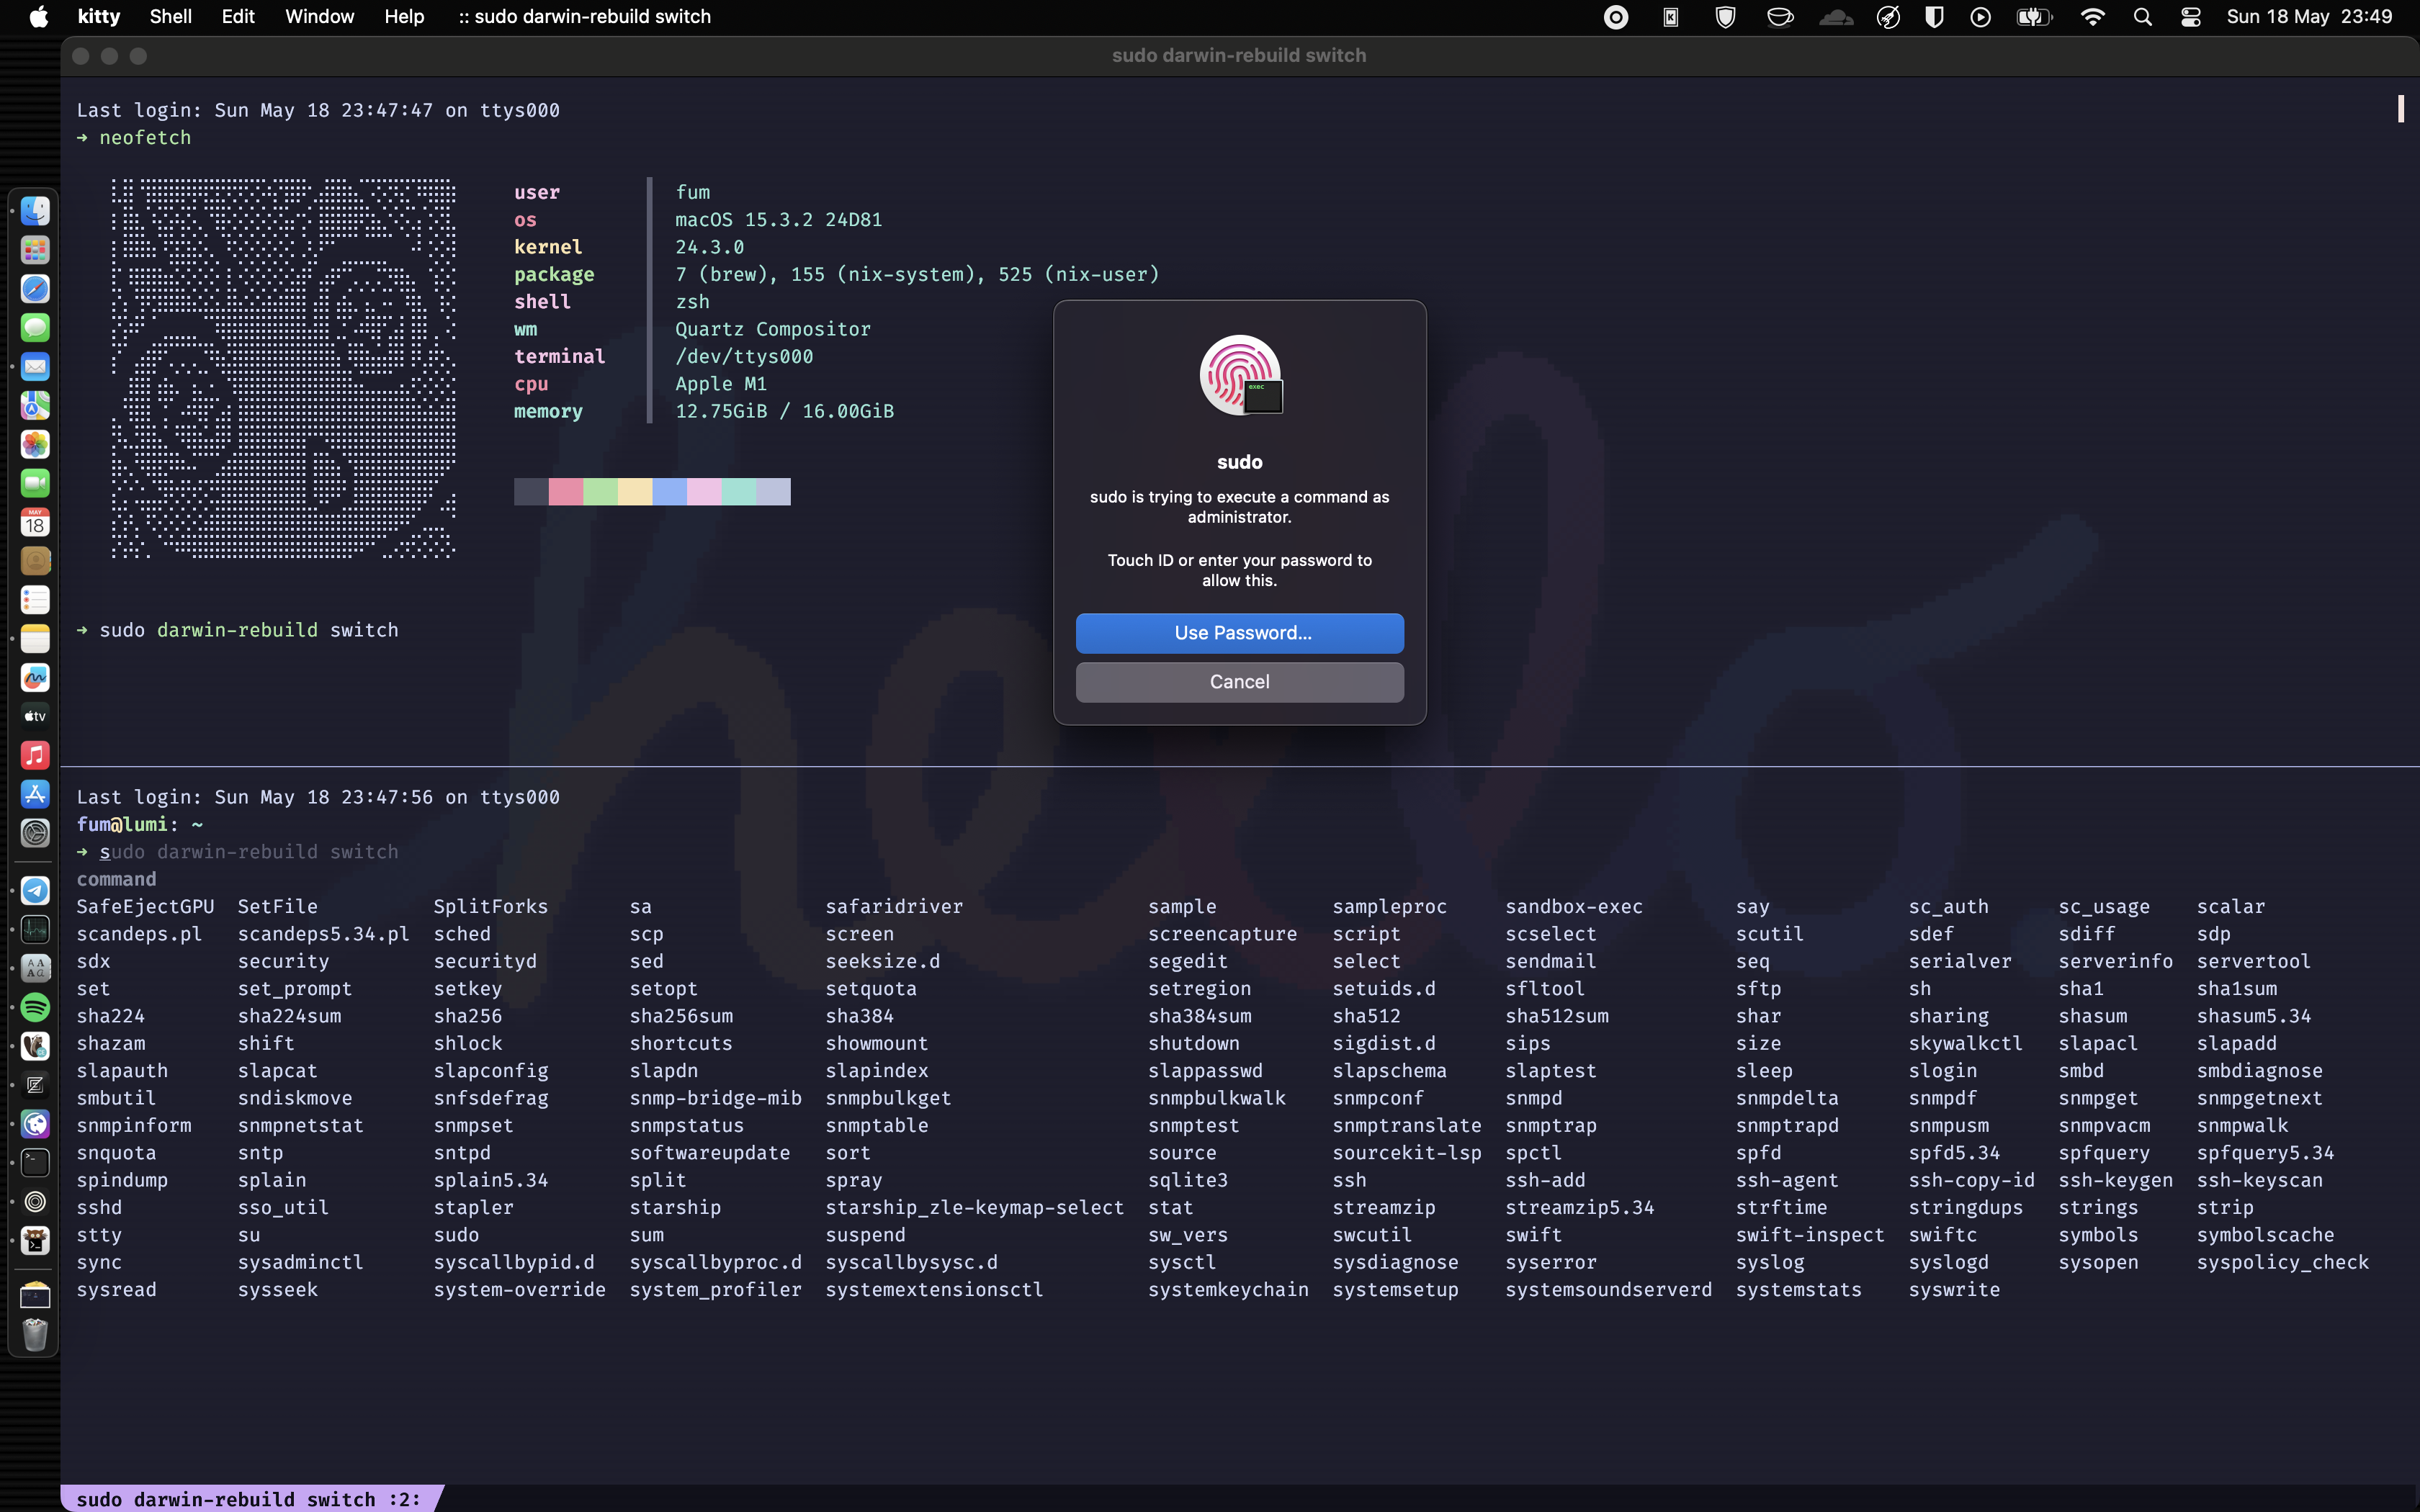 kitty Shell Edit Window Help :: sudo darwin-rebuild switch Sun 18 May 23:49
sudo darwin-rebuild switch
Last login: Sun May 18 23:47:47 on ttys000
→ neofetch
user fum
os macOS 15.3.2 24D81
kernel 24.3.0
package 7 (brew), 155 (nix-system), 525 (nix-user)
shell zsh
wm Quartz Compositor
terminal /dev/ttys000
cpu Apple M1
memory 12.75GiB / 16.00GiB
exec
sudo
sudo is trying to execute a command as
administrator.
Touch ID or enter your password to
allow this.
Use Password...
Cancel
→ sudo darwin-rebuild switch
MAY
18
tv
hello.
Last login: Sun May 18 23:47:56 on ttys000
fum@lumi: ~
→ sudo darwin-rebuild switch
command
SafeEjectGPU SetFile SplitForks sa safaridriver sample sampleproc sandbox-exec say sc_auth sc_usage scalar
scandeps.pl scandeps5.34.pl sched scp screen screencapture script scselect scutil sdef sdiff sdp
sdx security securityd sed seeksize.d segedit select sendmail seq serialver serverinfo servertool
set set_prompt setkey setopt setquota setregion setuids.d sfltool sftp sh sha1 sha1sum
sha224 sha224sum sha256 sha256sum sha384 sha384sum sha512 sha512sum shar sharing shasum shasum5.34
shazam shift shlock shortcuts showmount shutdown sigdist.d sips size skywalkctl slapacl slapadd
slapauth slapcat slapconfig slapdn slapindex slappasswd slapschema slaptest sleep slogin smbd smbdiagnose
smbutil sndiskmove snfsdefrag snmp-bridge-mib snmpbulkget snmpbulkwalk snmpconf snmpd snmpdelta snmpdf snmpget snmpgetnext
snmpinform snmpnetstat snmpset snmpstatus snmptable snmptest snmptranslate snmptrap snmptrapd snmpusm snmpvacm snmpwalk
snquota sntp sntpd softwareupdate sort source sourcekit-lsp spctl spfd spfd5.34 spfquery spfquery5.34
spindump splain splain5.34 split spray sqlite3 ssh ssh-add ssh-agent ssh-copy-id ssh-keygen ssh-keyscan
sshd sso_util stapler starship starship_zle-keymap-select stat streamzip streamzip5.34 strftime stringdups strings strip
stty su sudo sum suspend sw_vers swcutil swift swift-inspect swiftc symbols symbolscache
sync sysadminctl syscallbypid.d syscallbyproc.d syscallbysysc.d sysctl sysdiagnose syserror syslog syslogd sysopen syspolicy_check
sysread sysseek system-override system_profiler systemextensionsctl systemkeychain systemsetup systemsoundserverd systemstats syswrite
sudo darwin-rebuild switch :2: